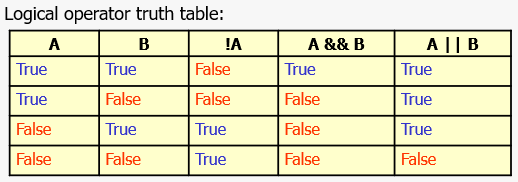 Logical operator truth table:
A B !A A && B A || B
True True False True True
True False False False True
False True True False True
False False True False False